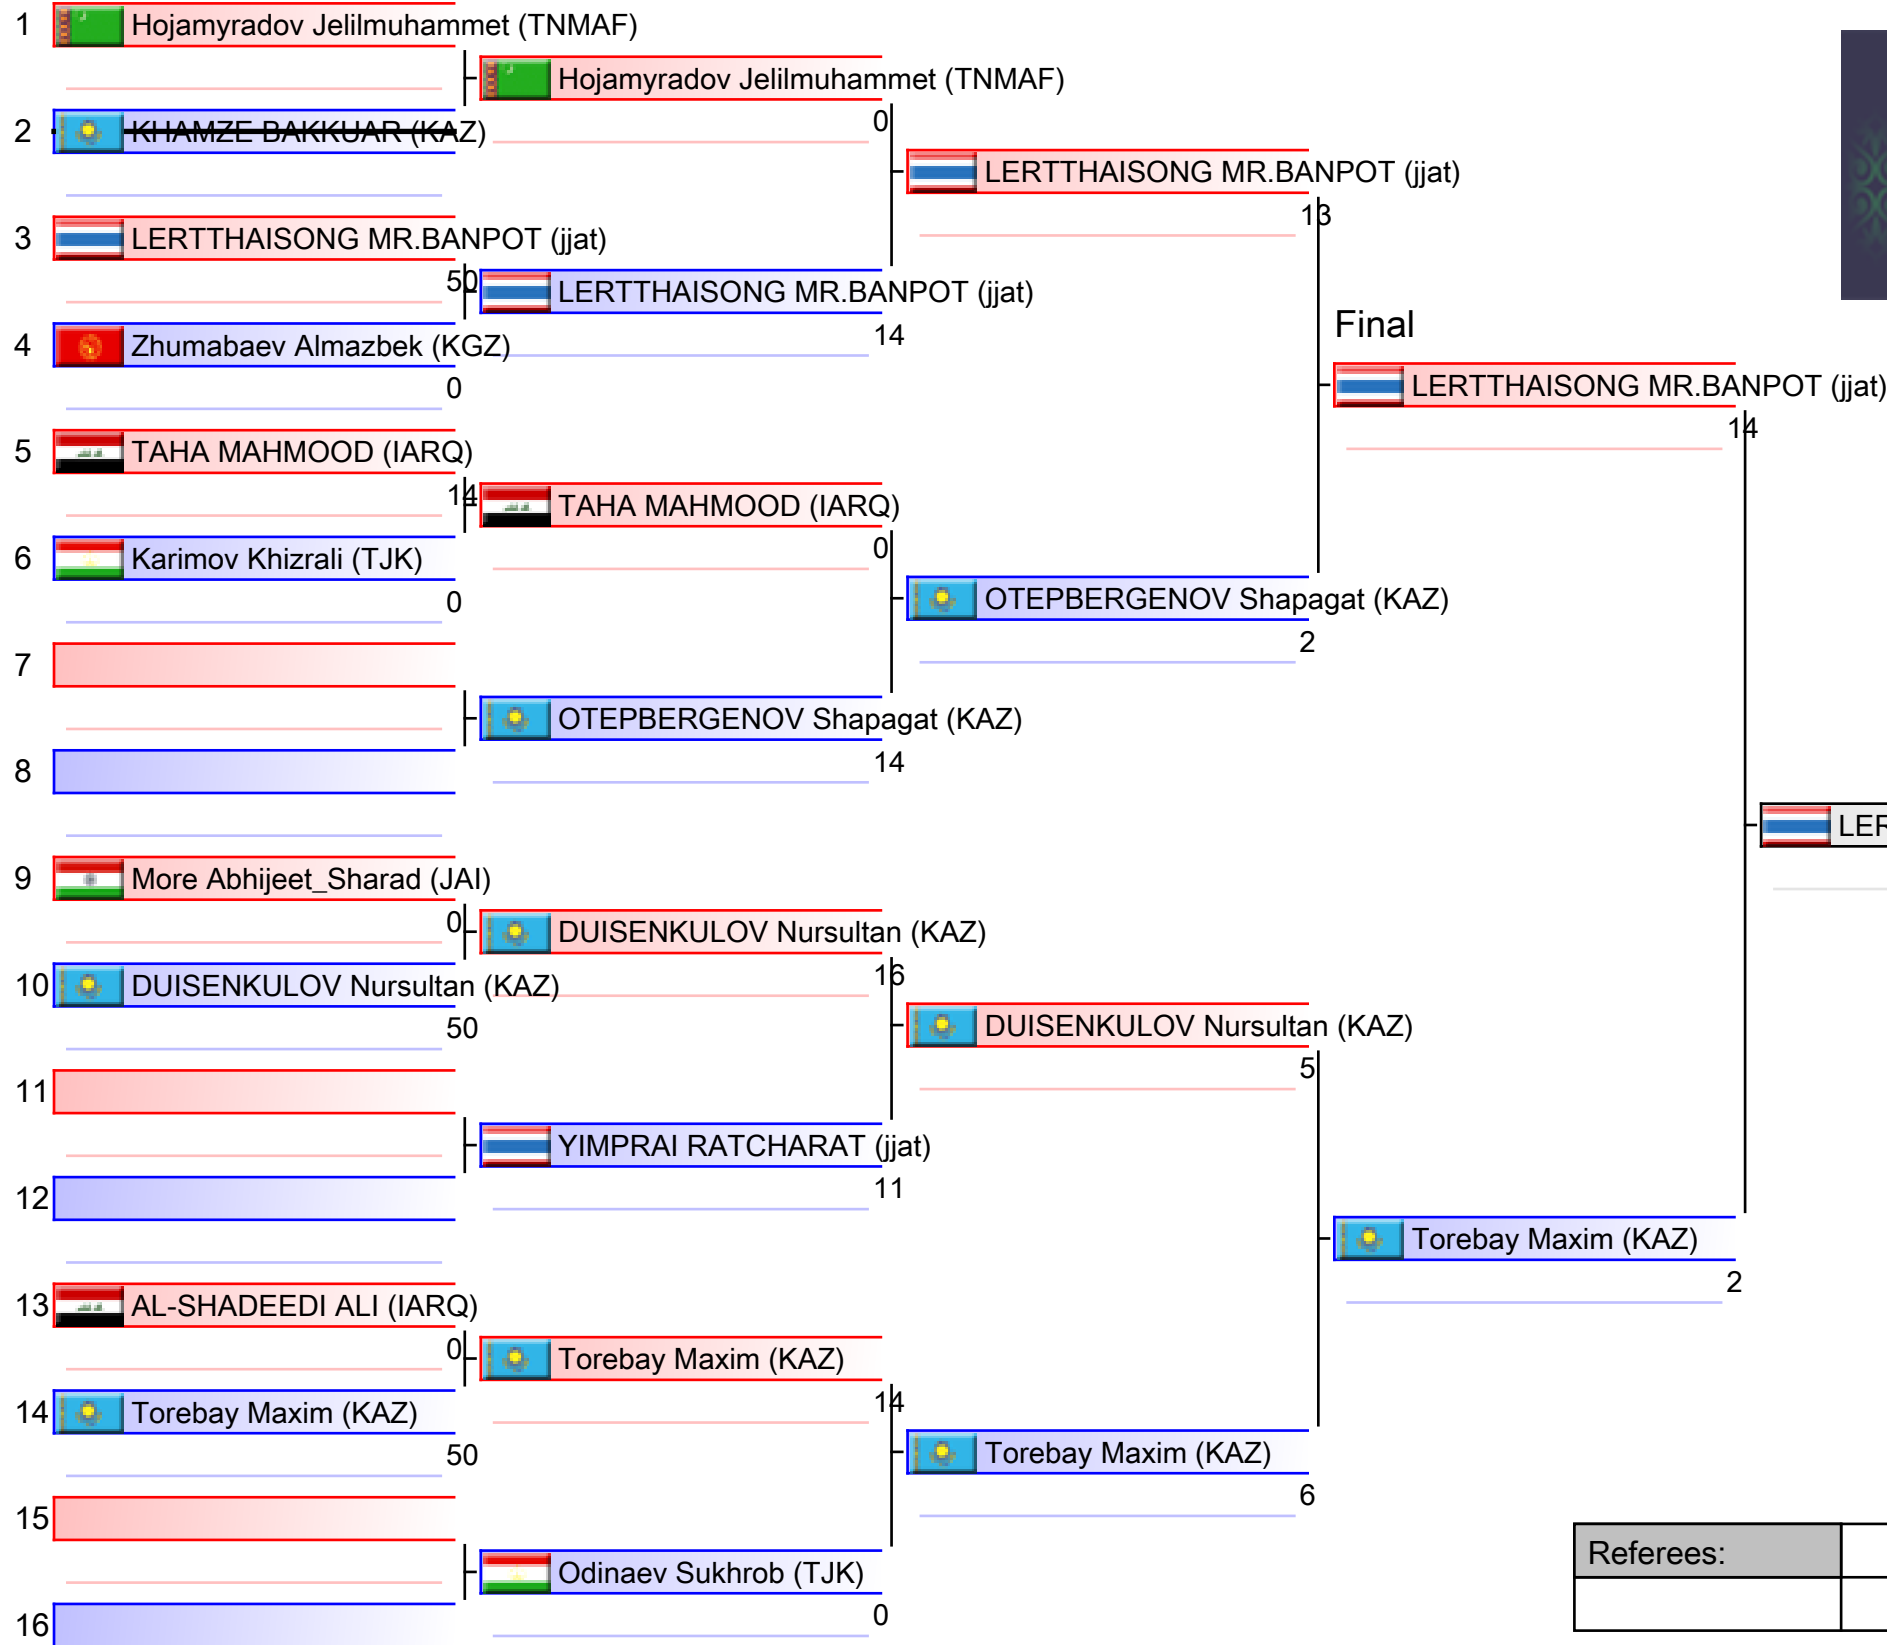 1 Hojamyradov Jelilmuhammet (TNMAF)
Hojamyradov Jelilmuhammet (TNMAF)
0
2 KHAMZE BAKKUAR (KAZ)
LERTTHAISONG MR.BANPOT (jjat)
13
3 LERTTHAISONG MR.BANPOT (jjat)
50
LERTTHAISONG MR.BANPOT (jjat)
14
Final
4 Zhumabaev Almazbek (KGZ)
0
LERTTHAISONG MR.BANPOT (jjat)
14
5 TAHA MAHMOOD (IARQ)
14
TAHA MAHMOOD (IARQ)
0
6 Karimov Khizrali (TJK)
0
OTEPBERGENOV Shapagat (KAZ)
2
7
OTEPBERGENOV Shapagat (KAZ)
14
8
LER
9 More Abhijeet_Sharad (JAI)
0
DUISENKULOV Nursultan (KAZ)
16
10 DUISENKULOV Nursultan (KAZ)
50
DUISENKULOV Nursultan (KAZ)
5
11
YIMPRAI RATCHARAT (jjat)
11
12
Torebay Maxim (KAZ)
2
13 AL-SHADEEDI ALI (IARQ)
0
Torebay Maxim (KAZ)
14
14 Torebay Maxim (KAZ)
50
Torebay Maxim (KAZ)
6
15
Referees:
Odinaev Sukhrob (TJK)
0
16